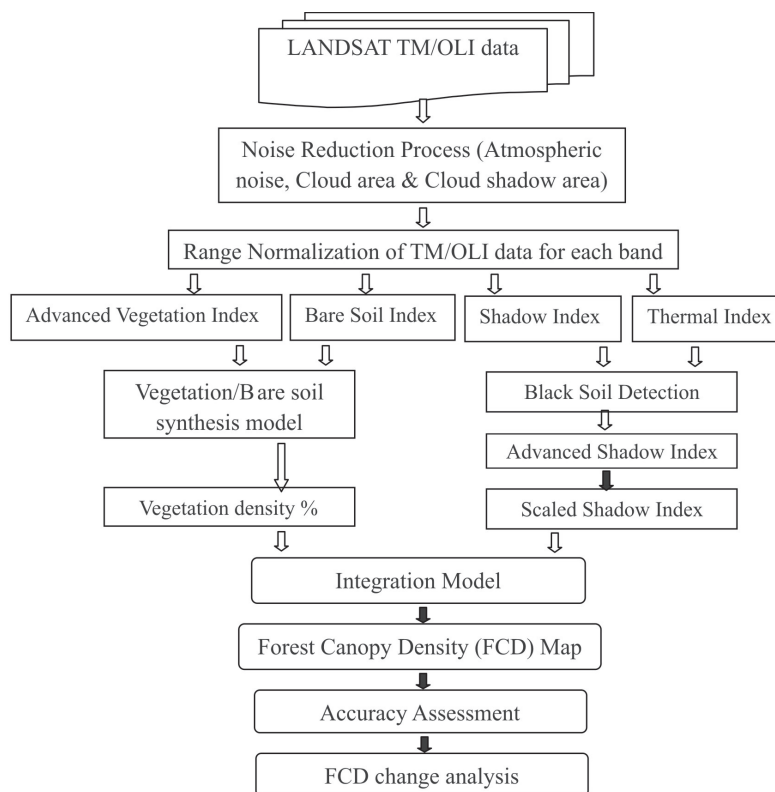 LANDSAT TM/OLI data
Noise Reduction Process (Atmospheric
noise, Cloud area & Cloud shadow area)
Range Normalization of TM/OLI data for each band
Advanced Vegetation Index
Bare Soil Index
Shadow Index
Thermal Index
Vegetation/B are soil
synthesis model
Black Soil Detection
Advanced Shadow Index
Vegetation density %
Scaled Shadow Index
Integration Model
Forest Canopy Density (FCD) Map
Accuracy Assessment
FCD change analysis